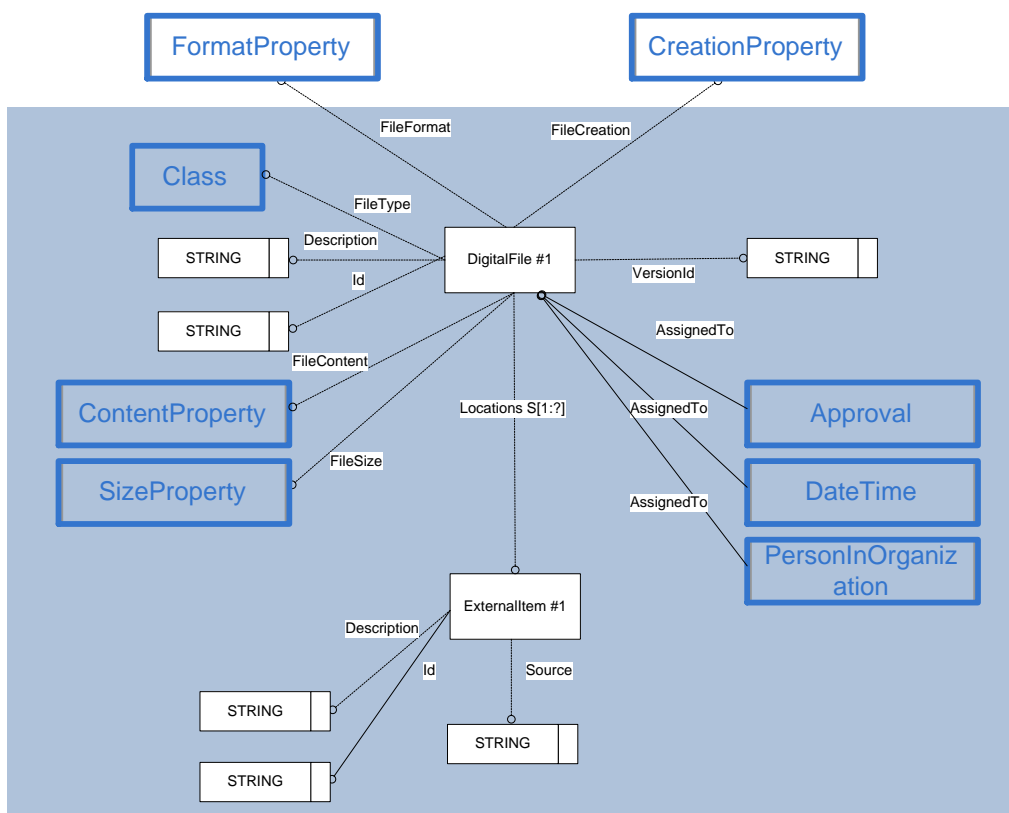 FormatProperty
CreationProperty
FileFormat
FileCreation
Class
FileType
Description
STRING
DigitalFile #1
STRING
VersionId
Id
STRING
AssignedTo
FileContent
ContentProperty
Locations S[1:?]
AssignedTo
Approval
FileSize
SizeProperty
DateTime
AssignedTo
PersonInOrganiz
ation
ExternalItem #1
Description
Id
Source
STRING
STRING
STRING